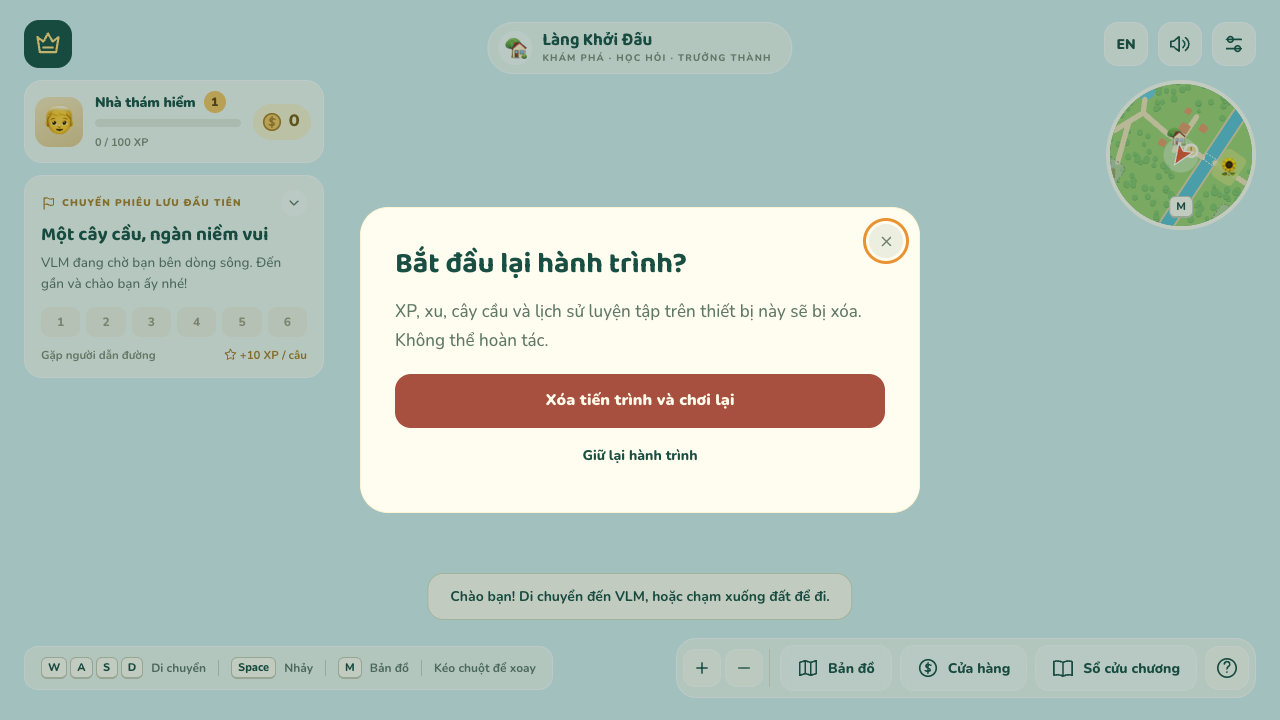 Làng Khởi Đầu
KHÁM PHÁ · HỌC HỎI · TRƯỞNG THÀNH
EN
Nhà thám hiểm 1
0
0 / 100 XP
M
CHUYẾN PHIÊU LƯU ĐẦU TIÊN
Một cây cầu, ngàn niềm vui
VLM đang chờ bạn bên dòng sông. Đến
gần và chào bạn ấy nhé!
1 2 3 4 5 6
Gặp người dẫn đường
+10 XP / câu
Bắt đầu lại hành trình?
XP, xu, cây cầu và lịch sử luyện tập trên thiết bị này sẽ bị xóa.
Không thể hoàn tác.
Xóa tiến trình và chơi lại
Giữ lại hành trình
Chào bạn! Di chuyển đến VLM, hoặc chạm xuống đất để đi.
W A S D Di chuyển Space Nhảy M Bản đồ Kéo chuột để xoay
+ − Bản đồ Cửa hàng Sổ cửu chương ?